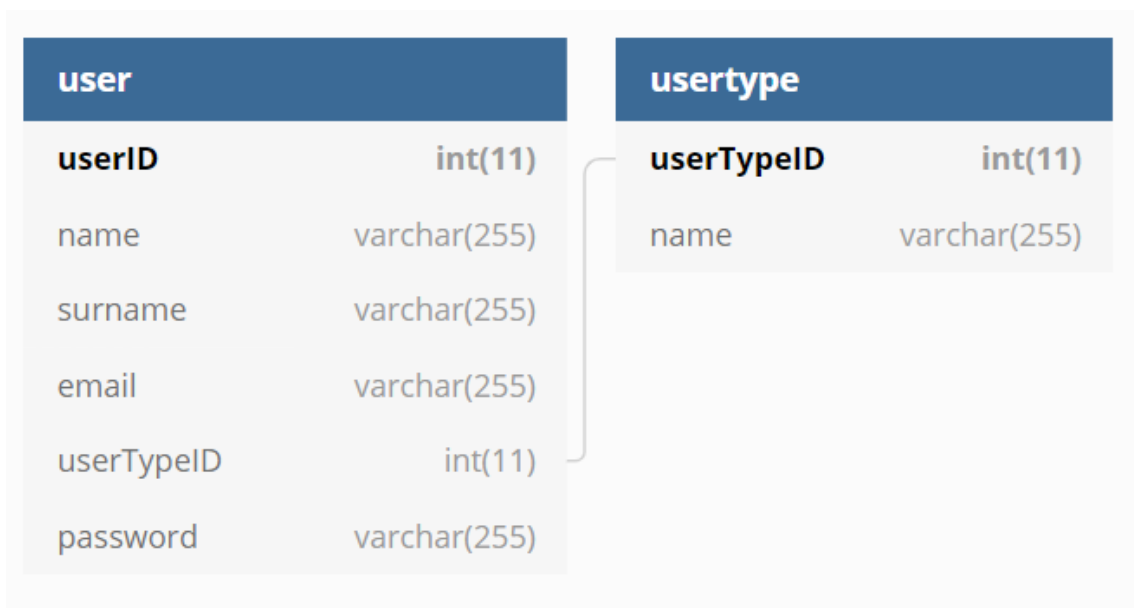 user
userID int(11)
name varchar(255)
surname varchar(255)
email varchar(255)
userTypeID int(11)
password varchar(255)
usertype
userTypeID int(11)
name varchar(255)